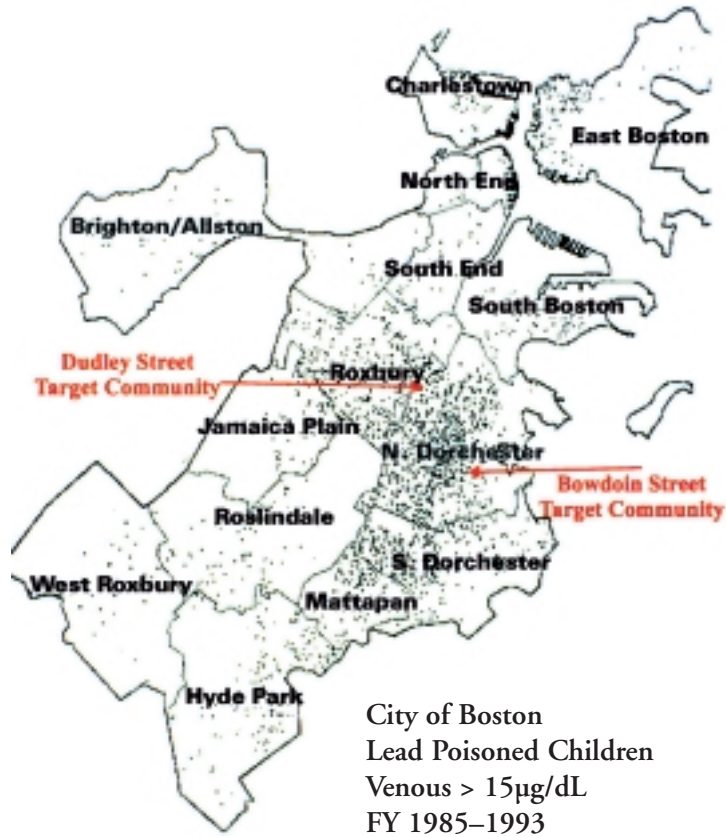 Charlestown
East Boston
North End
Brighton/Allston
South End
South Boston
Dudley Street
Target Community
Roxbury
Jamaica Plain
N. Dorchester
Bowdoin Street
Target Community
Roslindale
S. Dorchester
West Roxbury
Mattapan
Hyde Park
City of Boston
Lead Poisoned Children
Venous > 15µg/dL
FY 1985–1993